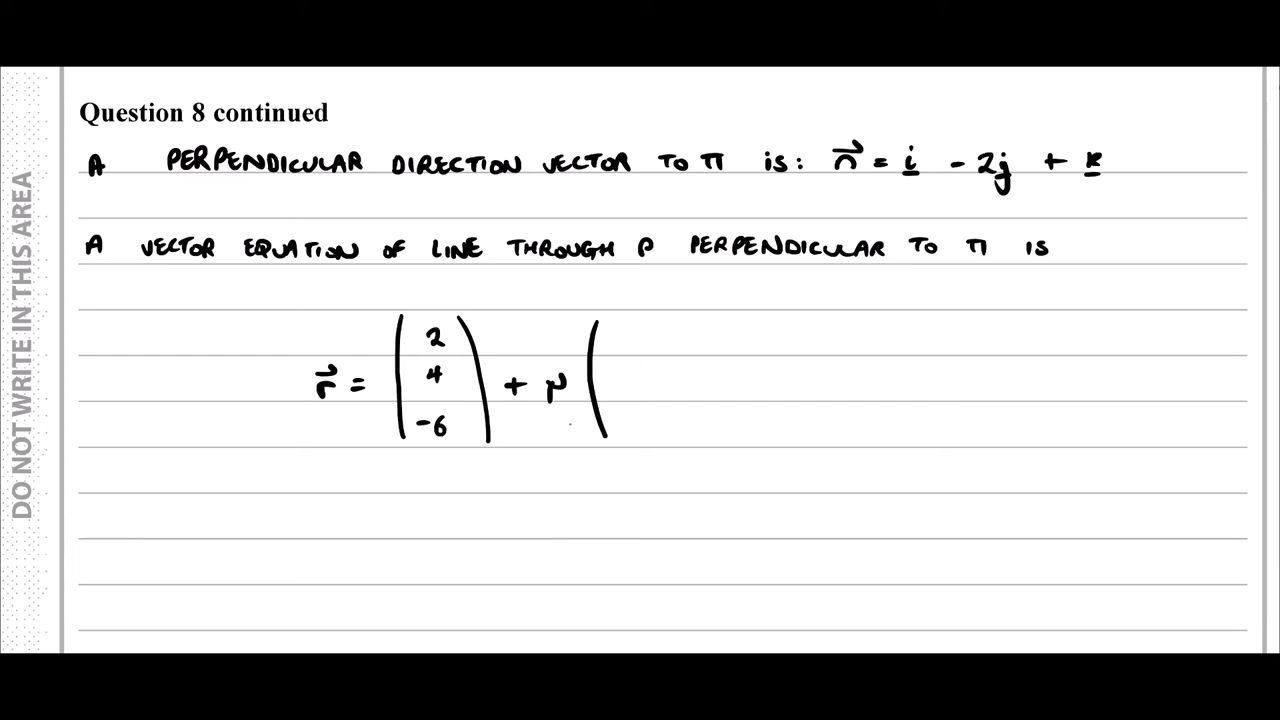 DO NOT WRITE IN THIS AREA
Question 8 continued
A PERPENDICULAR DIRECTION VECTOR TO Π IS: n⃗ = i - 2j + k
A VECTOR EQUATION OF LINE THROUGH P PERPENDICULAR TO Π IS
r⃗ = ( 2 4 -6 ) + μ (